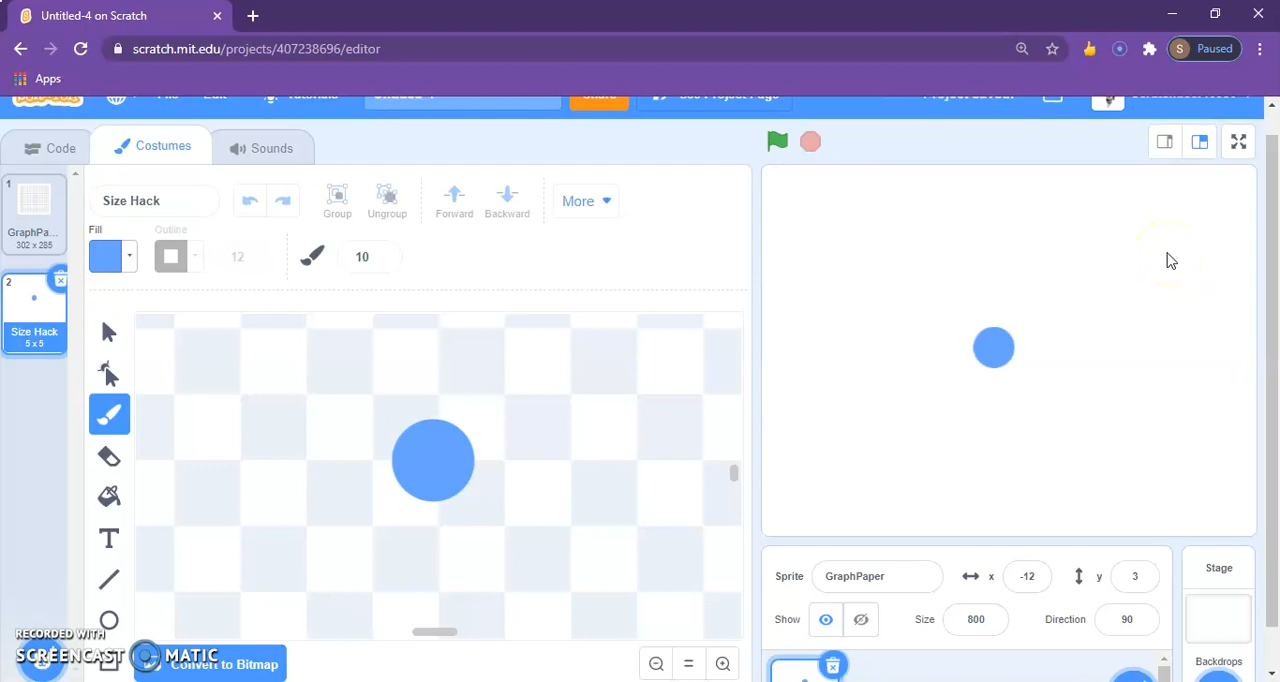 Untitled-4 on Scratch
scratch.mit.edu/projects/407238696/editor
S Paused
Apps
Code
Costumes
Sounds
1
GraphPa...
302 x 285
2
Size Hack
5 x 5
Size Hack
Group
Ungroup
Forward
Backward
More
Fill
Outline
12
10
T
Convert to Bitmap
RECORDED WITH
SCREENCAST MATIC
Sprite
GraphPaper
x
-12
y
3
Show
Size
800
Direction
90
Stage
Backdrops